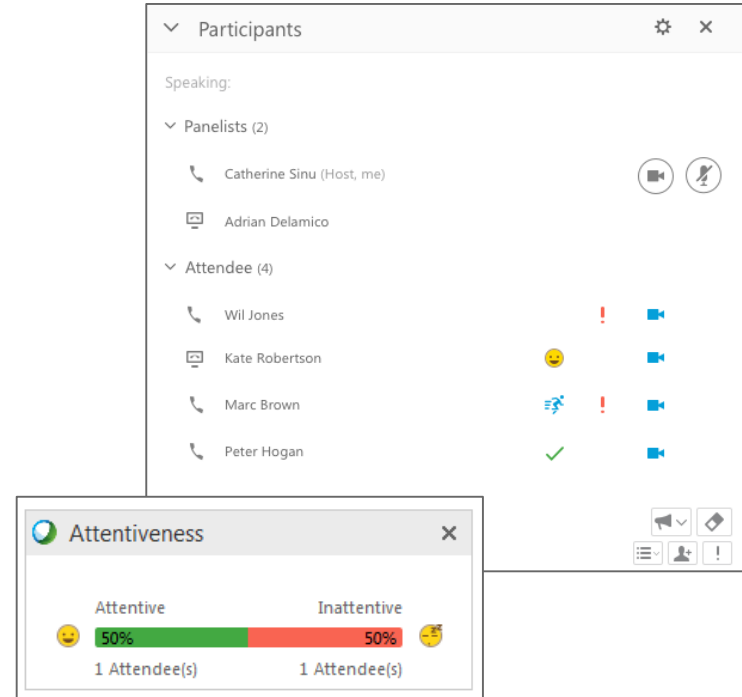 Participants
Speaking:
Panelists (2)
Catherine Sinu (Host, me)
Adrian Delamico
Attendee (4)
Wil Jones
Kate Robertson
Marc Brown
Peter Hogan
Attentiveness
Attentive Inattentive
50% 50%
1 Attendee(s) 1 Attendee(s)